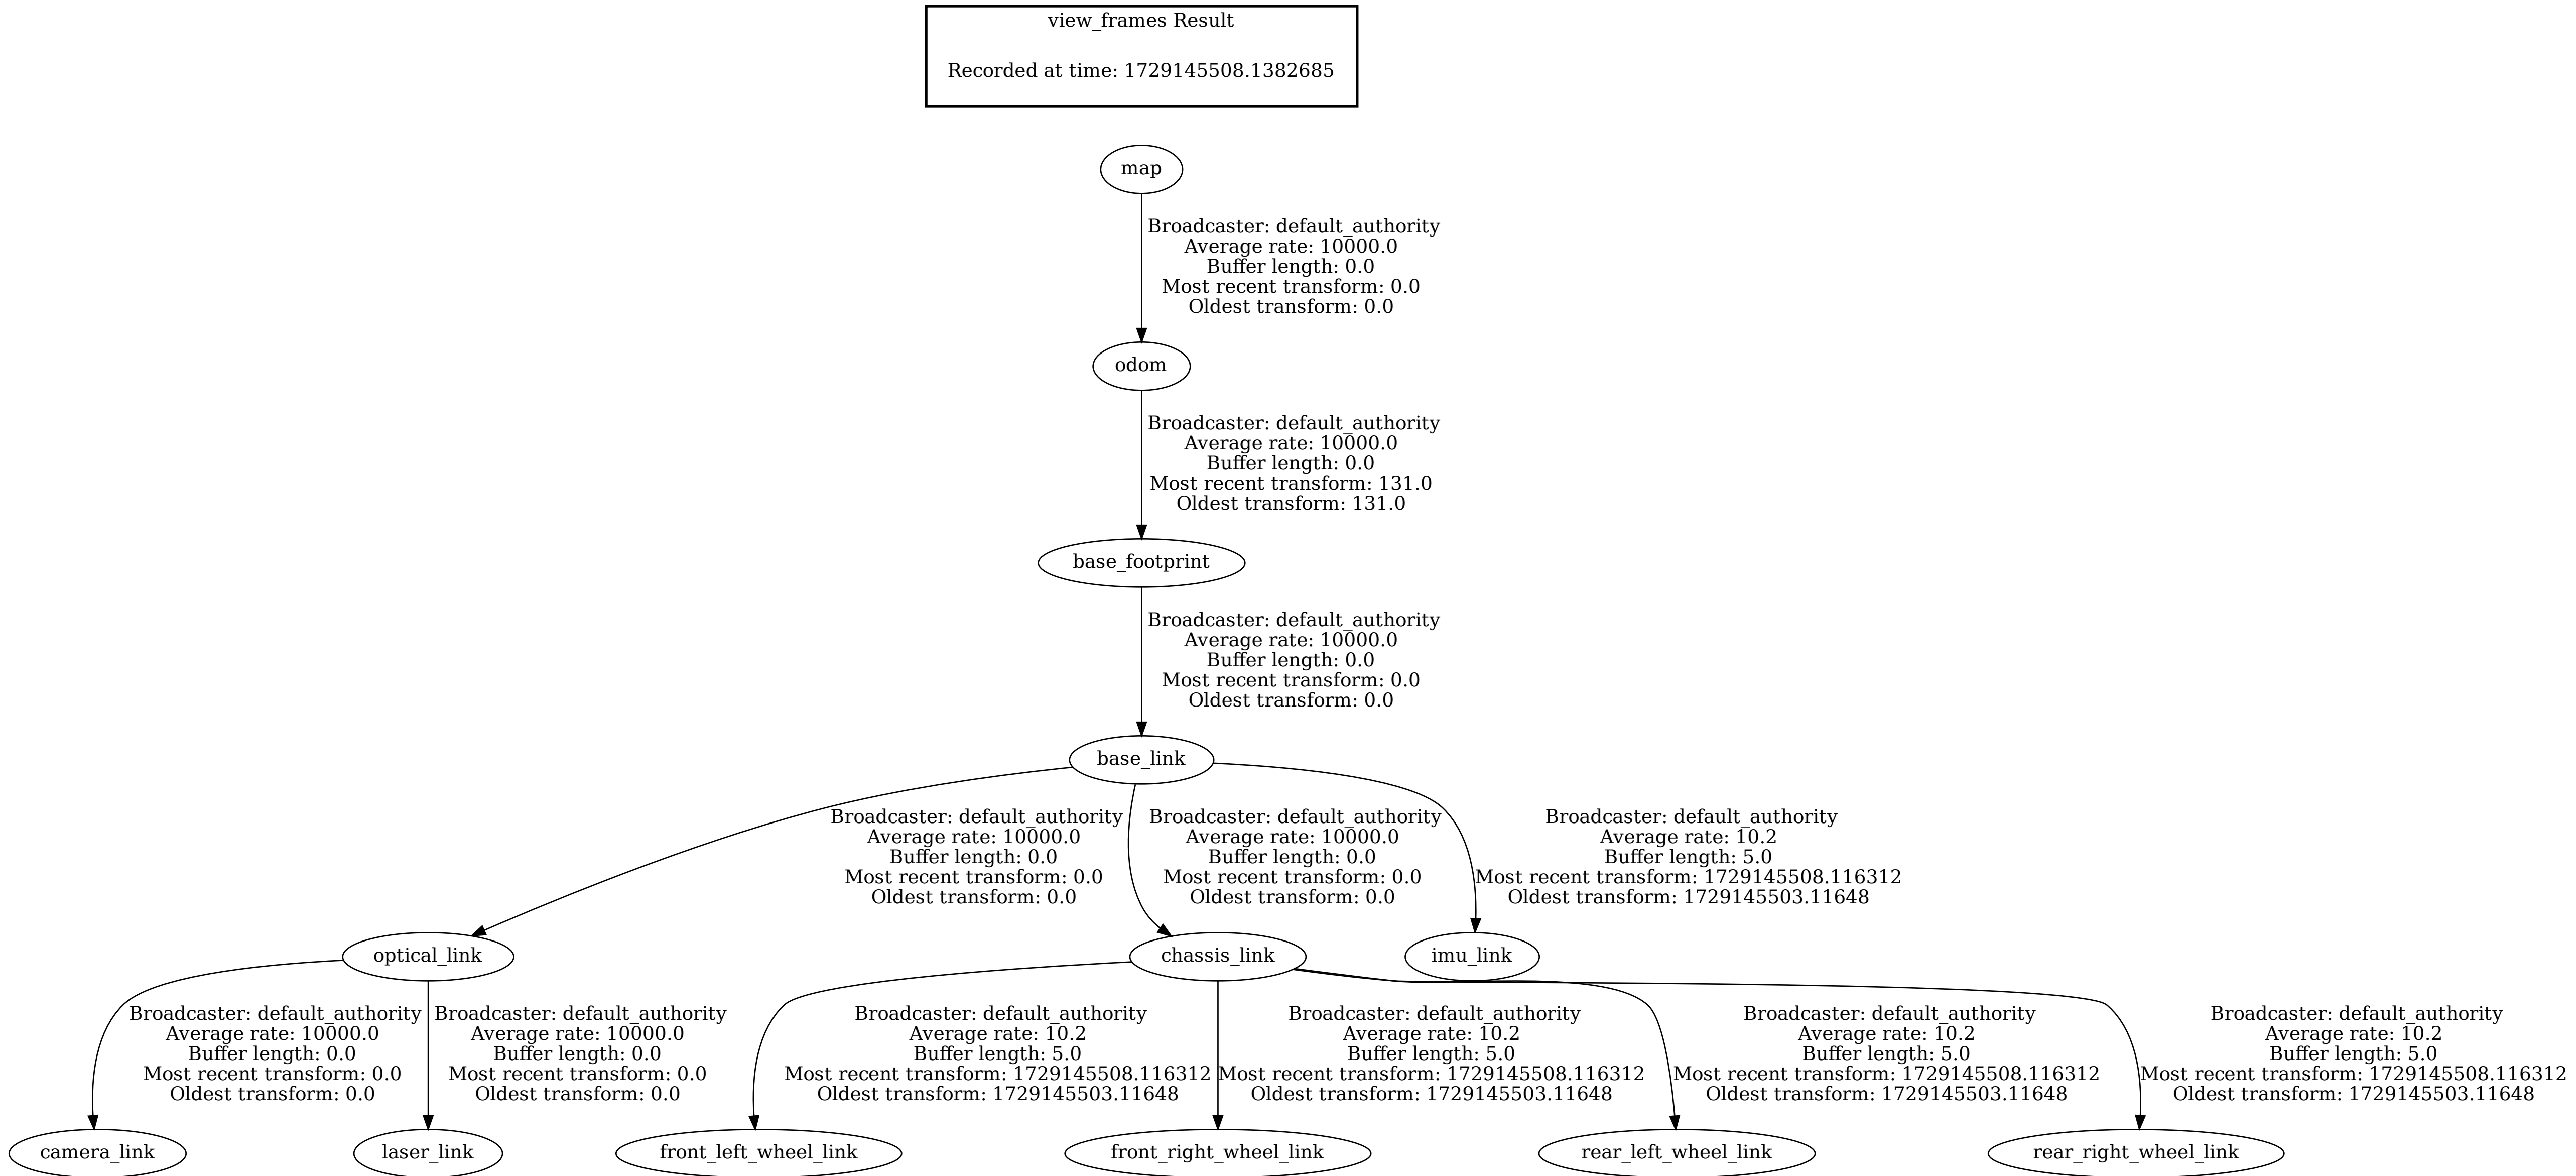 view_frames Result
Recorded at time: 1729145508.1382685
map
Broadcaster: default_authority
Average rate: 10000.0
Buffer length: 0.0
Most recent transform: 0.0
Oldest transform: 0.0
odom
Broadcaster: default_authority
Average rate: 10000.0
Buffer length: 0.0
Most recent transform: 131.0
Oldest transform: 131.0
base_footprint
Broadcaster: default_authority
Average rate: 10000.0
Buffer length: 0.0
Most recent transform: 0.0
Oldest transform: 0.0
base_link
Broadcaster: default_authority
Average rate: 10000.0
Buffer length: 0.0
Most recent transform: 0.0
Oldest transform: 0.0
Broadcaster: default_authority
Average rate: 10000.0
Buffer length: 0.0
Most recent transform: 0.0
Oldest transform: 0.0
Broadcaster: default_authority
Average rate: 10.2
Buffer length: 5.0
Most recent transform: 1729145508.116312
Oldest transform: 1729145503.11648
optical_link
chassis_link
imu_link
Broadcaster: default_authority
Average rate: 10000.0
Buffer length: 0.0
Most recent transform: 0.0
Oldest transform: 0.0
Broadcaster: default_authority
Average rate: 10000.0
Buffer length: 0.0
Most recent transform: 0.0
Oldest transform: 0.0
Broadcaster: default_authority
Average rate: 10.2
Buffer length: 5.0
Most recent transform: 1729145508.116312
Oldest transform: 1729145503.11648
Broadcaster: default_authority
Average rate: 10.2
Buffer length: 5.0
Most recent transform: 1729145508.116312
Oldest transform: 1729145503.11648
Broadcaster: default_authority
Average rate: 10.2
Buffer length: 5.0
Most recent transform: 1729145508.116312
Oldest transform: 1729145503.11648
Broadcaster: default_authority
Average rate: 10.2
Buffer length: 5.0
Most recent transform: 1729145508.116312
Oldest transform: 1729145503.11648
camera_link
laser_link
front_left_wheel_link
front_right_wheel_link
rear_left_wheel_link
rear_right_wheel_link